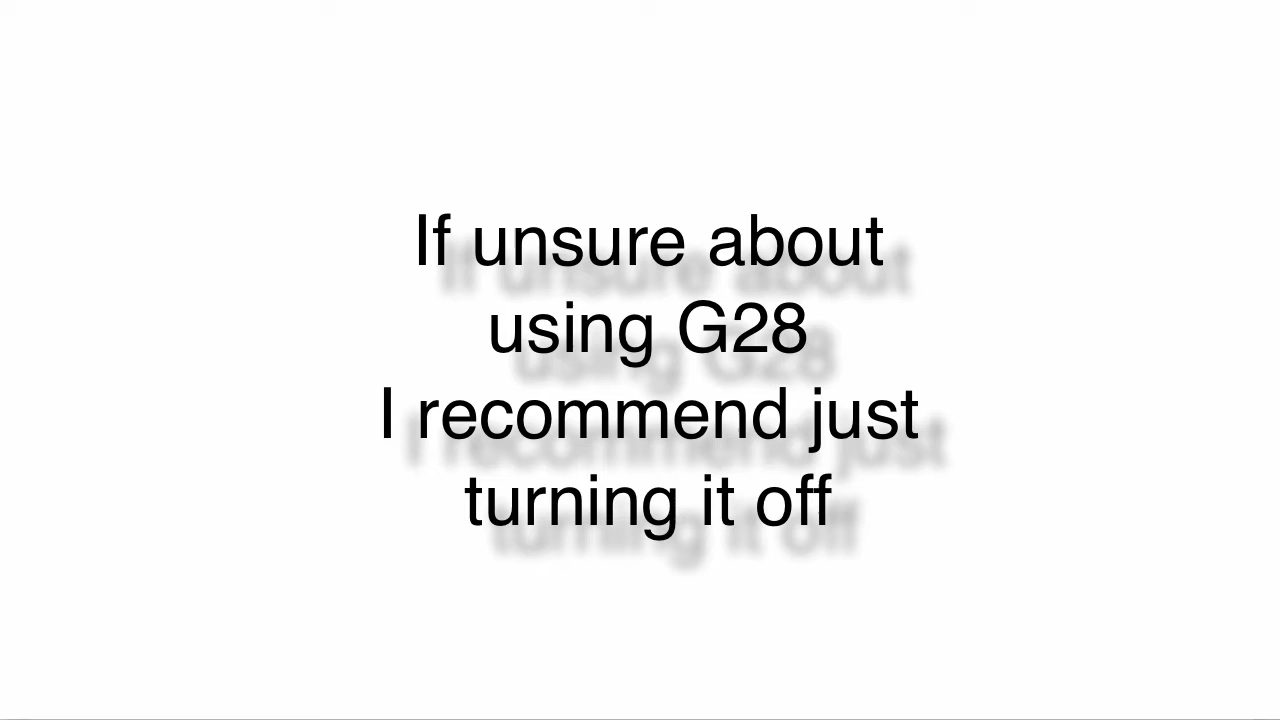 If unsure about
using G28
I recommend just
turning it off